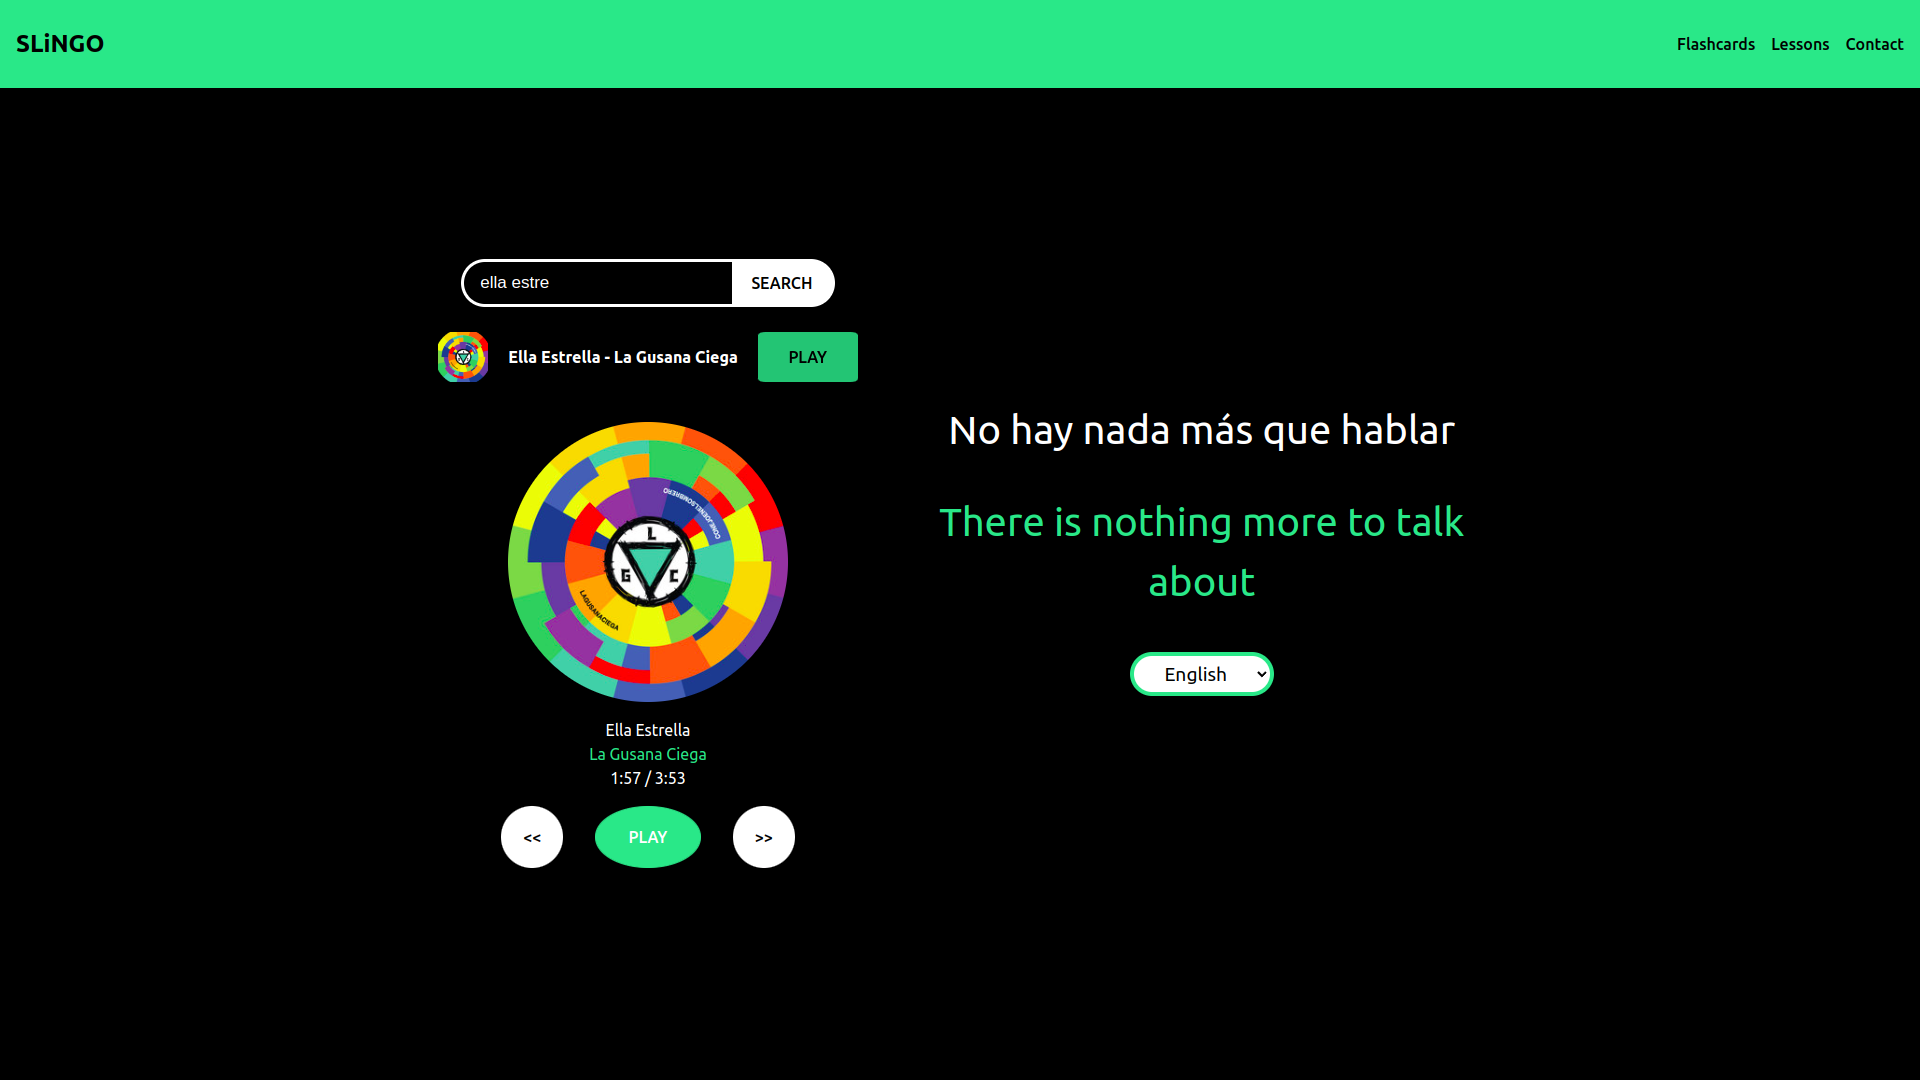 SLiNGO
Flashcards Lessons Contact
ella estre
SEARCH
Ella Estrella - La Gusana Ciega
PLAY
CONEJOENELSOMBRERO
L
G C
LAGUSANACIEGA
Ella Estrella
La Gusana Ciega
1:57 / 3:53
<<
PLAY
>>
No hay nada más que hablar
There is nothing more to talk
about
English